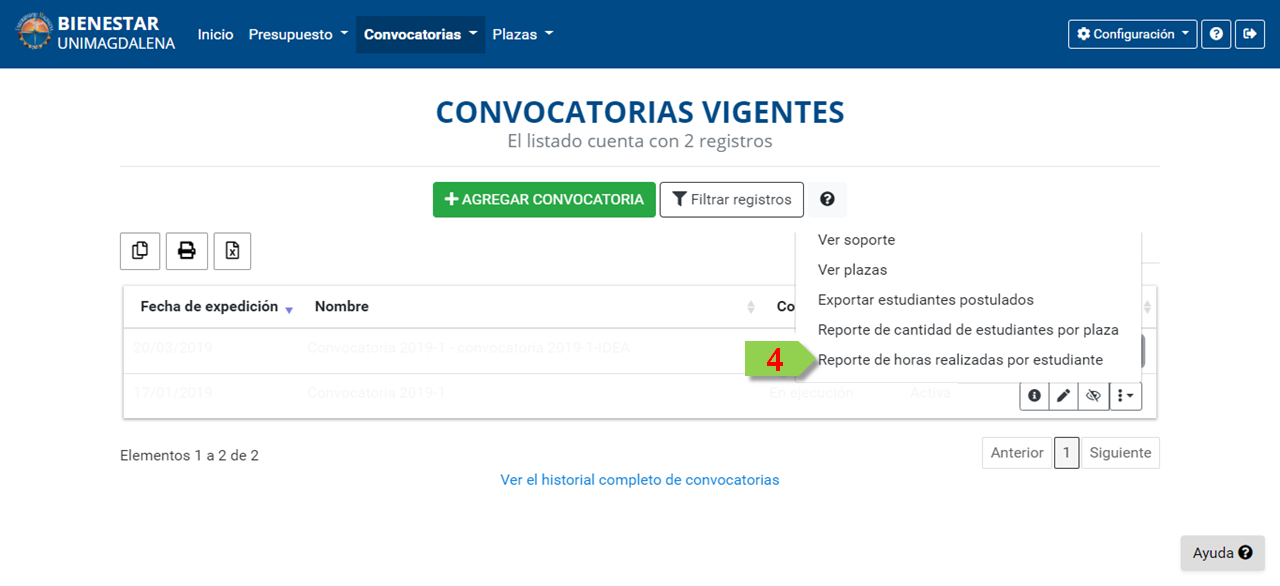 BIENESTAR
UNIMAGDALENA
Inicio Presupuesto Convocatorias Plazas Configuración
CONVOCATORIAS VIGENTES
El listado cuenta con 2 registros
AGREGAR CONVOCATORIA Filtrar registros
Ver soporte
Ver plazas
Exportar estudiantes postulados
Reporte de cantidad de estudiantes por plaza
4 Reporte de horas realizadas por estudiante
Fecha de expedición Nombre Co
20/03/2019 Convocatoria 2019-1 - convocatoria 2019-1-IDEA
17/01/2019 Convocatoria 2019-1 En ejecución Activa
Elementos 1 a 2 de 2
Anterior 1 Siguiente
Ver el historial completo de convocatorias
Ayuda